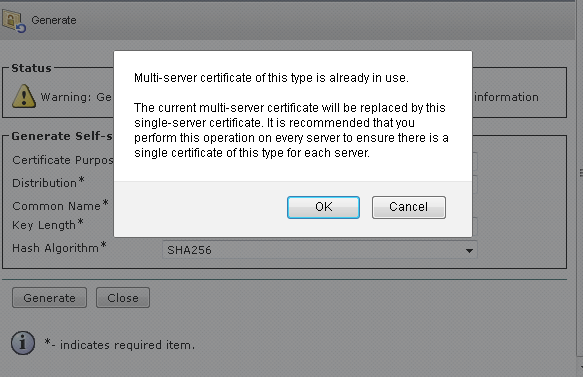 Generate
Status
Warning: Ge
information
Multi-server certificate of this type is already in use.
The current multi-server certificate will be replaced by this
single-server certificate. It is recommended that you
perform this operation on every server to ensure there is a
single certificate of this type for each server.
OK Cancel
Generate Self-s
Certificate Purpos
Distribution*
Common Name*
Key Length*
Hash Algorithm* SHA256
Generate Close
*- indicates required item.